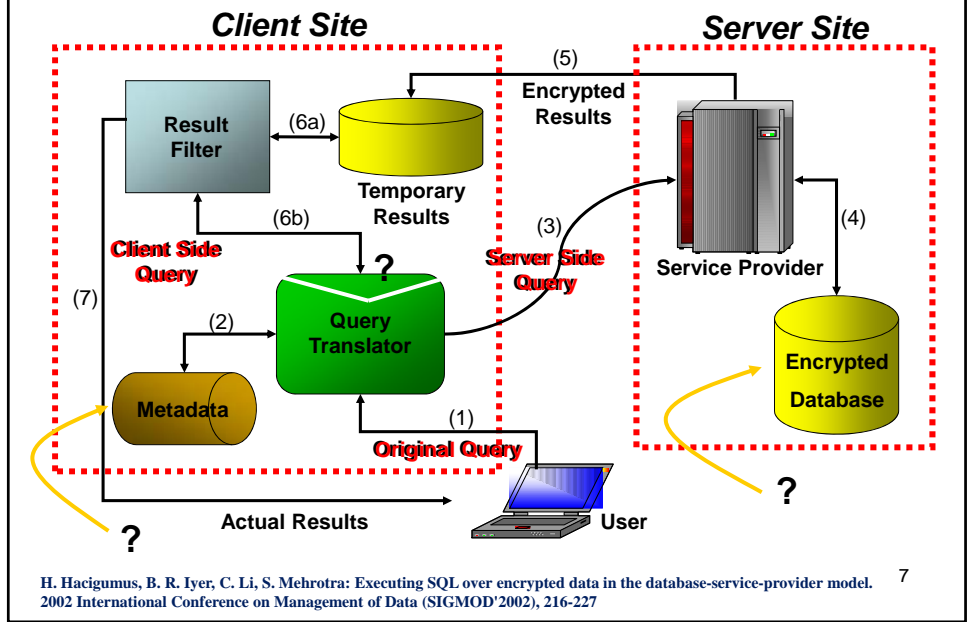 Client Site
Server Site
(5)
Encrypted
Results
Result
Filter
(6a)
Temporary
Results
(6b)
(3)
(4)
Client Side
Query
?
Server Side
Query
Service Provider
(7)
(2)
Query
Translator
Encrypted
Database
Metadata
(1)
Original Query
?
Actual Results
User
?
H. Hacigumus, B. R. Iyer, C. Li, S. Mehrotra: Executing SQL over encrypted data in the database-service-provider model.
2002 International Conference on Management of Data (SIGMOD'2002), 216-227
7